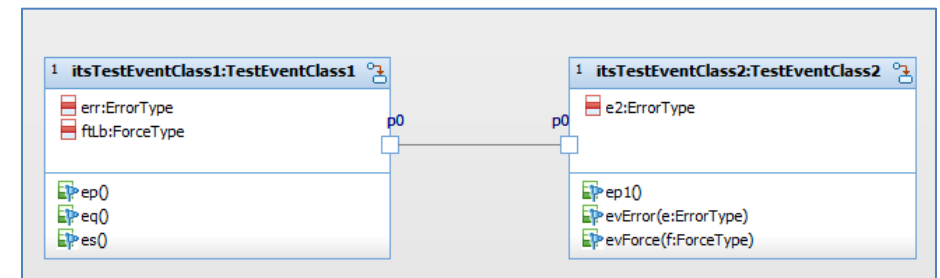 1 itsTestEventClass1:TestEventClass1
err:ErrorType
ftLb:ForceType
p0
ep()
eq()
es()
1 itsTestEventClass2:TestEventClass2
p0
e2:ErrorType
ep1()
evError(e:ErrorType)
evForce(f:ForceType)